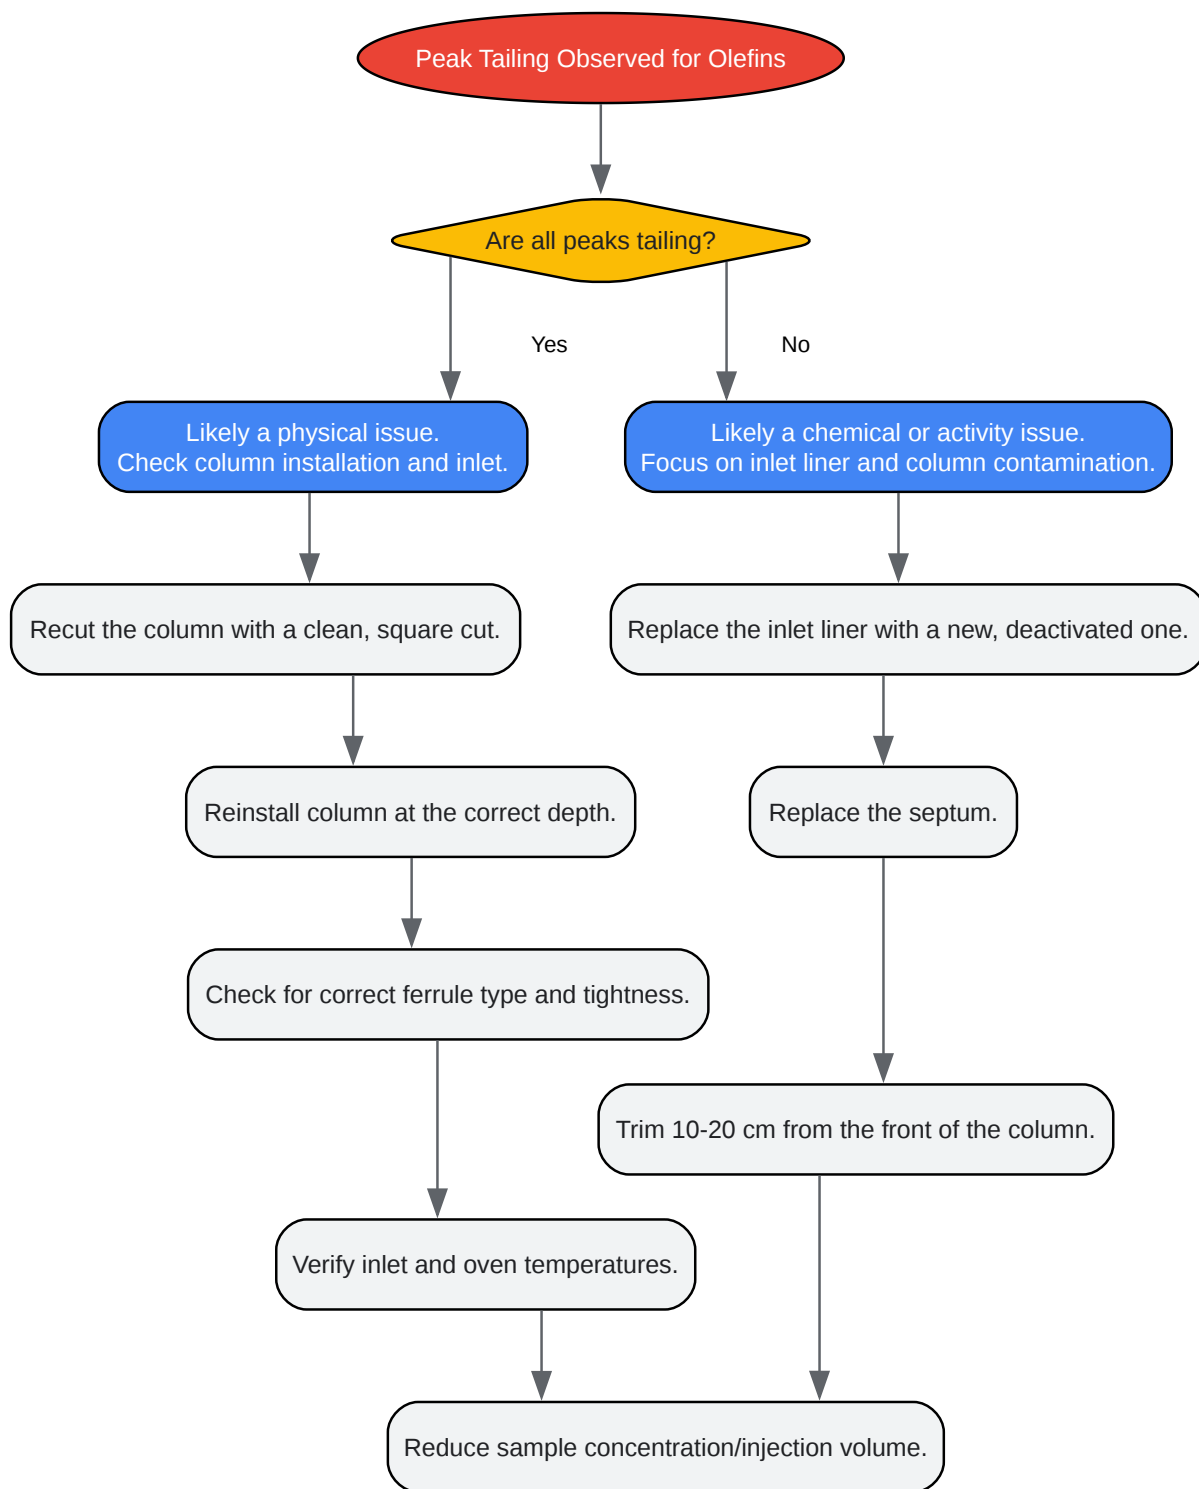 Peak Tailing Observed for Olefins
Are all peaks tailing?
Yes
No
Likely a physical issue.
Check column installation and inlet.
Likely a chemical or activity issue.
Focus on inlet liner and column contamination.
Recut the column with a clean, square cut.
Replace the inlet liner with a new, deactivated one.
Reinstall column at the correct depth.
Replace the septum.
Check for correct ferrule type and tightness.
Trim 10-20 cm from the front of the column.
Verify inlet and oven temperatures.
Reduce sample concentration/injection volume.